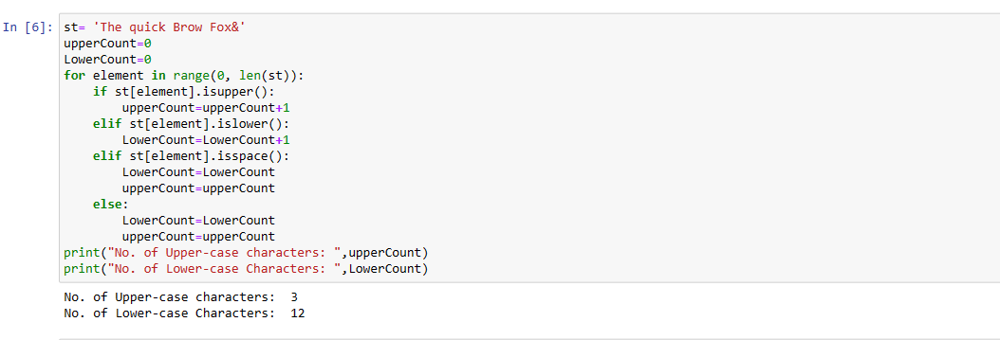 In [6]: st= 'The quick Brow Fox&'
upperCount=0
LowerCount=0
for element in range(0, len(st)):
    if st[element].isupper():
        upperCount=upperCount+1
    elif st[element].islower():
        LowerCount=LowerCount+1
    elif st[element].isspace():
        LowerCount=LowerCount
        upperCount=upperCount
    else:
        LowerCount=LowerCount
        upperCount=upperCount
print("No. of Upper-case characters: ",upperCount)
print("No. of Lower-case Characters: ",LowerCount)
No. of Upper-case characters:  3
No. of Lower-case Characters:  12